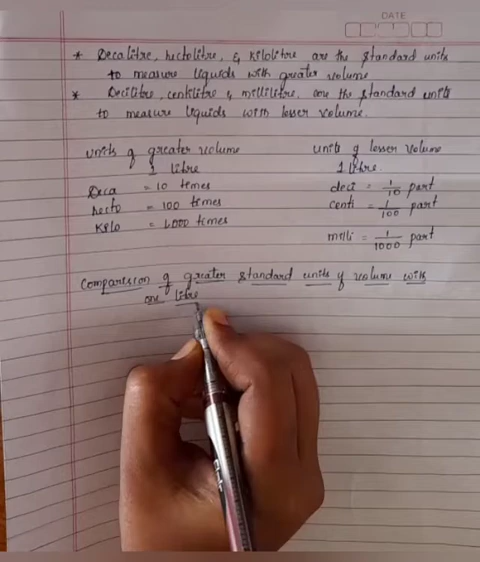 DATE
* Decalitre, hectolitre, & kilolitre are the standard units
to measure liquids with greater volume
* Decilitre, centilitre & millilitre, are the standard units
to measure liquids with lesser volume.
units of greater volume
1 litre
Deca = 10 times
hecto = 100 times
Kilo = 1,000 times
units of lesser volume
1 litre
deci = 1/10 part
centi = 1/100 part
milli = 1/1000 part
Comparision of greater standard units of volume with
one litre